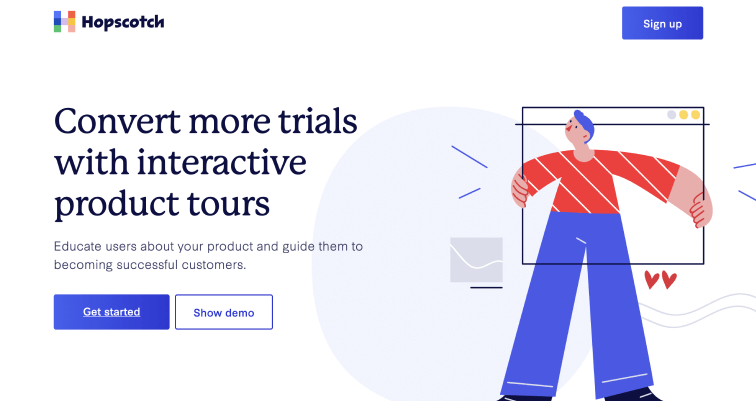 Hopscotch
Sign up
Convert more trials
with interactive
product tours
Educate users about your product and guide them to
becoming successful customers.
Get started
Show demo